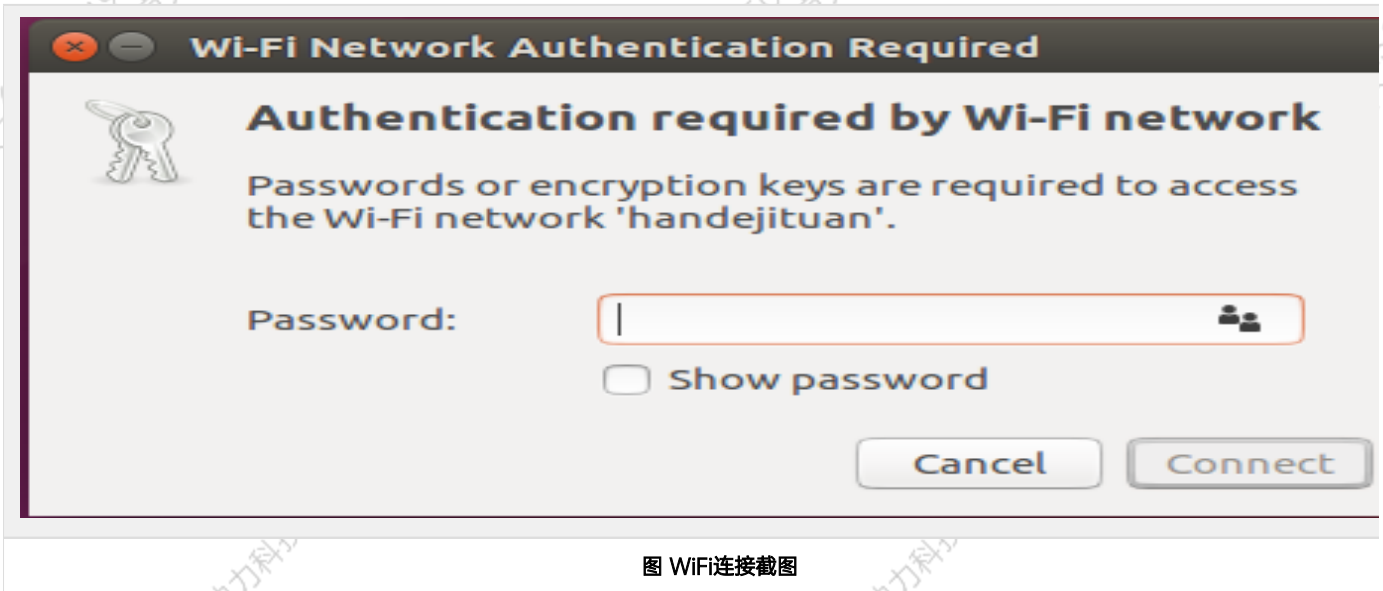 Wi-Fi Network Authentication Required
Authentication required by Wi-Fi network
Passwords or encryption keys are required to access
the Wi-Fi network 'handejituan'.
Password:
Show password
Cancel
Connect
图 WiFi连接截图